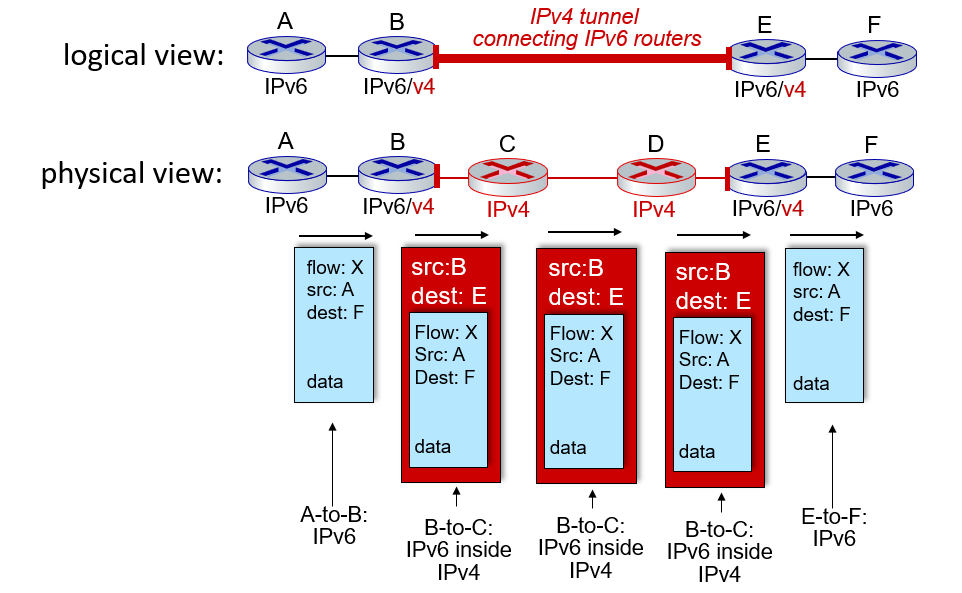 IPv4 tunnel
connecting IPv6 routers
A
B
E
F
logical view:
IPv6
IPv6/v4
IPv6/v4
IPv6
A
B
C
D
E
F
physical view:
IPv6
IPv6/v4
IPv4
IPv4
IPv6/v4
IPv6
flow: X
src: A
dest: F
data
src:B
dest: E
Flow: X
Src: A
Dest: F
data
src:B
dest: E
Flow: X
Src: A
Dest: F
data
src:B
dest: E
Flow: X
Src: A
Dest: F
data
flow: X
src: A
dest: F
data
A-to-B:
IPv6
B-to-C:
IPv6 inside
IPv4
B-to-C:
IPv6 inside
IPv4
B-to-C:
IPv6 inside
IPv4
E-to-F:
IPv6